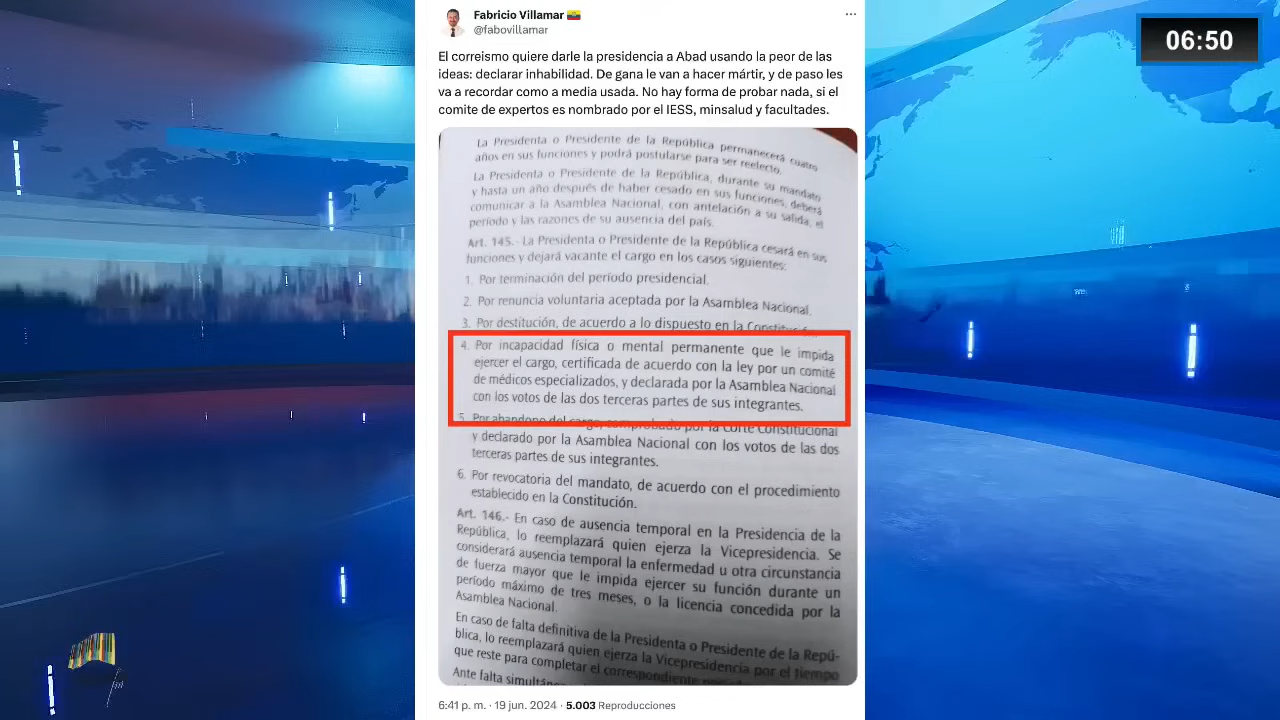 Fabricio Villamar
@fabovillamar
06:50
El correismo quiere darle la presidencia a Abad usando la peor de las
ideas: declarar inhabilidad. De gana le van a hacer mártir, y de paso les
va a recordar como a media usada. No hay forma de probar nada, si el
comite de expertos es nombrado por el IESS, minsalud y facultades.
La Presidenta o Presidente de la República permanecerá cuatro
años en sus funciones y podrá postularse para ser reelecto.
La Presidenta o Presidente de la República, durante su mandato
y hasta un año después de haber cesado en sus funciones, deberá
comunicar a la Asamblea Nacional, con antelación a su salida, el
período y las razones de su ausencia del país.
Art. 145.- La Presidenta o Presidente de la República cesará en sus
funciones y dejará vacante el cargo en los casos siguientes:
1. Por terminación del período presidencial.
2. Por renuncia voluntaria aceptada por la Asamblea Nacional.
3. Por destitución, de acuerdo a lo dispuesto en la
4. Por incapacidad física o mental permanente que le impida
ejercer el cargo, certificada de acuerdo con la ley por un comité
de médicos especializados, y declarada por la Asamblea Nacional
con los votos de las dos terceras partes de sus integrantes.
5. Por abandono del cargo, comprobado por la Corte Constitucional
y declarado por la Asamblea Nacional con los votos de las dos
terceras partes de sus integrantes.
6. Por revocatoria del mandato, de acuerdo con el procedimiento
establecido en la Constitución.
Art. 146.- En caso de ausencia temporal en la Presidencia de la
República, lo reemplazará quien ejerza la Vicepresidencia. Se
considerará ausencia temporal la enfermedad u otra circunstancia
de fuerza mayor que le impida ejercer su función durante un
período máximo de tres meses, o la licencia concedida por la
Asamblea Nacional.
En caso de falta definitiva de la Presidenta o Presidente de la Repú-
blica, lo reemplazará quien ejerza la Vicepresidencia por el tiempo
que reste para completar el correspondiente
Ante falta
6:41 p. m. · 19 jun. 2024 · 5.003 Reproducciones